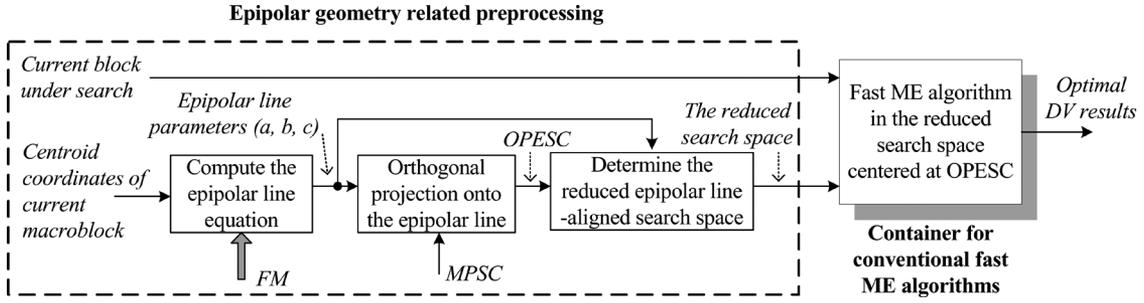 Epipolar geometry related preprocessing
Current block
under search
Epipolar line
parameters (a, b, c)
Centroid
coordinates of
current
macroblock
Compute the
epipolar line
equation
FM
Orthogonal
projection onto
the epipolar line
MPSC
OPESC
Determine the
reduced epipolar line
-aligned search space
The reduced
search space
Fast ME algorithm
in the reduced
search space
centered at OPESC
Optimal
DV results
Container for
conventional fast
ME algorithms